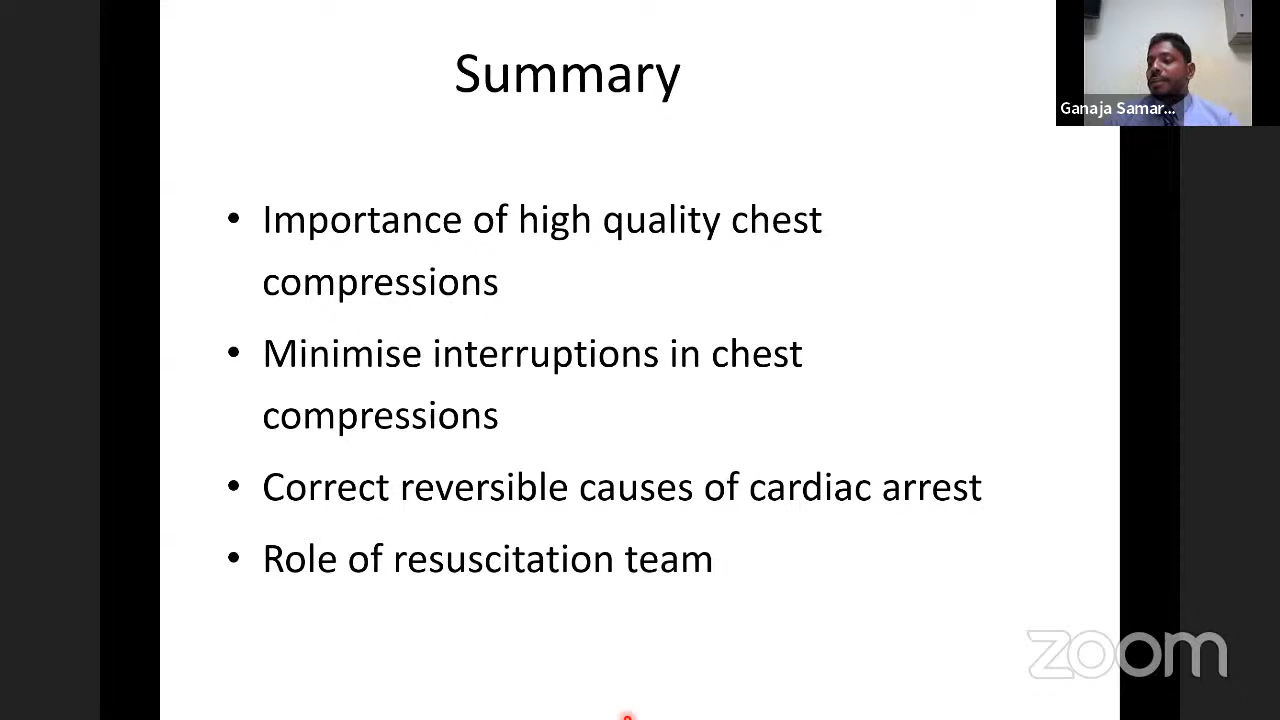 Summary
Ganaja Samar...
• Importance of high quality chest
compressions
• Minimise interruptions in chest
compressions
• Correct reversible causes of cardiac arrest
• Role of resuscitation team
zoom